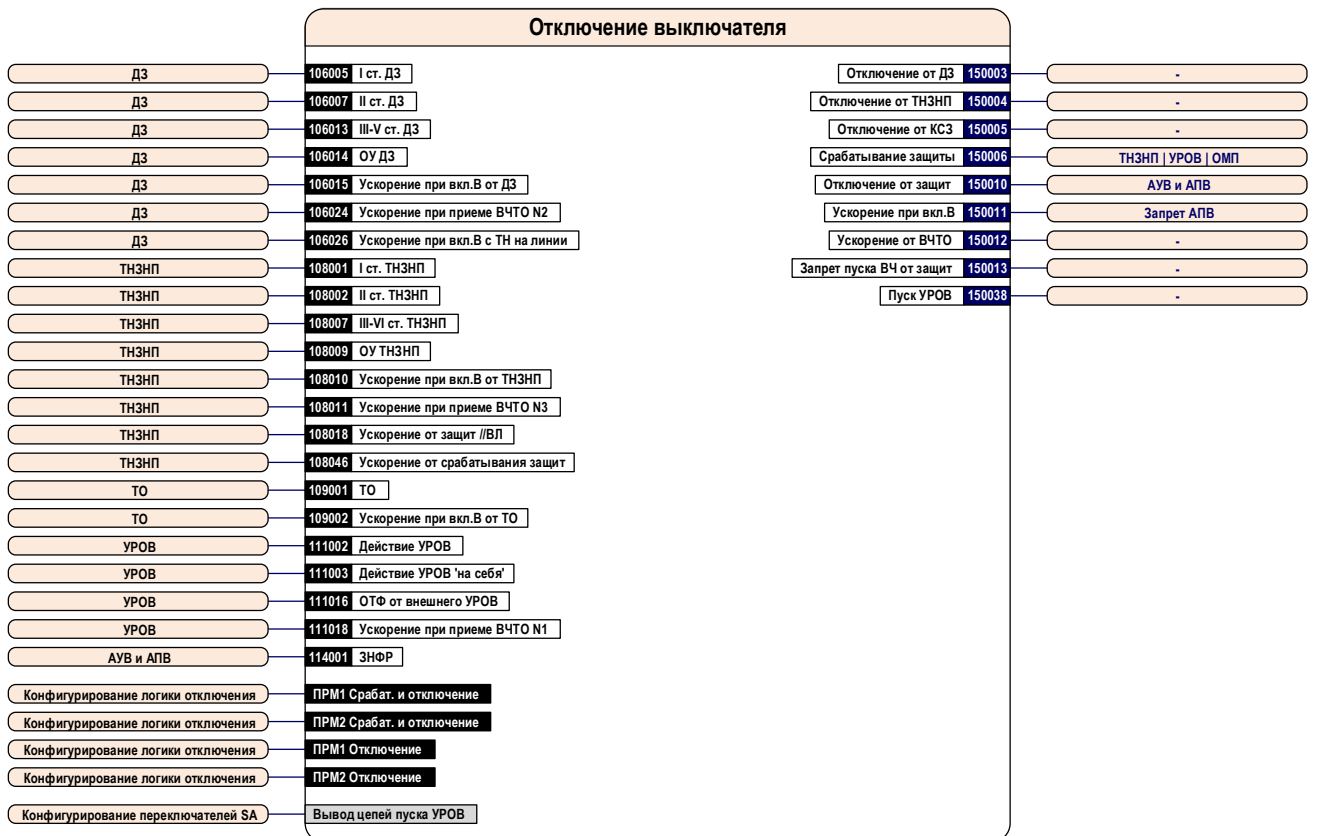 Отключение выключателя
ДЗ 106005 I ст. ДЗ Отключение от ДЗ 150003 -
ДЗ 106007 II ст. ДЗ Отключение от ТНЗНП 150004 -
ДЗ 106013 III-V ст. ДЗ Отключение от КСЗ 150005 -
ДЗ 106014 ОУ ДЗ Срабатывание защиты 150006 ТНЗНП | УРОВ | ОМП
ДЗ 106015 Ускорение при вкл.В от ДЗ Отключение от защит 150010 АУВ и АПВ
ДЗ 106024 Ускорение при приеме ВЧТО N2 Ускорение при вкл.В 150011 Запрет АПВ
ДЗ 106026 Ускорение при вкл.В с ТН на линии Ускорение от ВЧТО 150012 -
ТНЗНП 108001 I ст. ТНЗНП Запрет пуска ВЧ от защит 150013 -
ТНЗНП 108002 II ст. ТНЗНП Пуск УРОВ 150038 -
ТНЗНП 108007 III-VI ст. ТНЗНП
ТНЗНП 108009 ОУ ТНЗНП
ТНЗНП 108010 Ускорение при вкл.В от ТНЗНП
ТНЗНП 108011 Ускорение при приеме ВЧТО N3
ТНЗНП 108018 Ускорение от защит //ВЛ
ТНЗНП 108046 Ускорение от срабатывания защит
ТО 109001 ТО
ТО 109002 Ускорение при вкл.В от ТО
УРОВ 111002 Действие УРОВ
УРОВ 111003 Действие УРОВ 'на себя'
УРОВ 111016 ОТФ от внешнего УРОВ
УРОВ 111018 Ускорение при приеме ВЧТО N1
АУВ и АПВ 114001 ЗНФР
Конфигурирование логики отключения ПРМ1 Срабат. и отключение
Конфигурирование логики отключения ПРМ2 Срабат. и отключение
Конфигурирование логики отключения ПРМ1 Отключение
Конфигурирование логики отключения ПРМ2 Отключение
Конфигурирование переключателей SA Вывод цепей пуска УРОВ